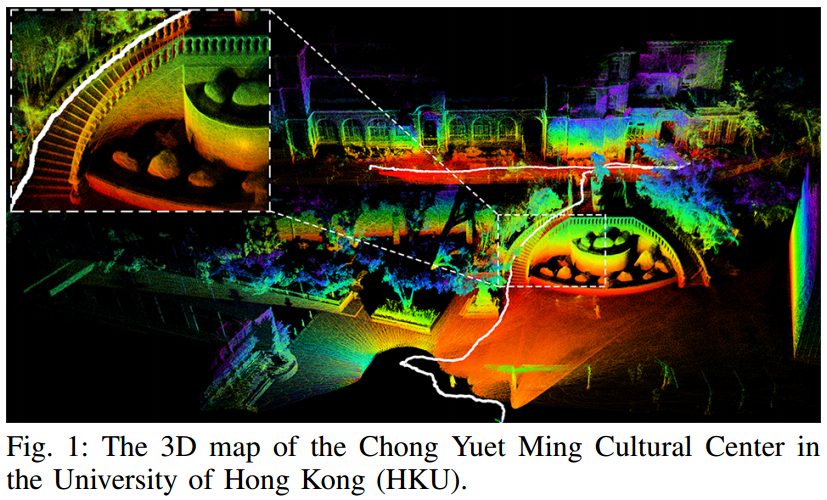 Fig. 1: The 3D map of the Chong Yuet Ming Cultural Center in
the University of Hong Kong (HKU).